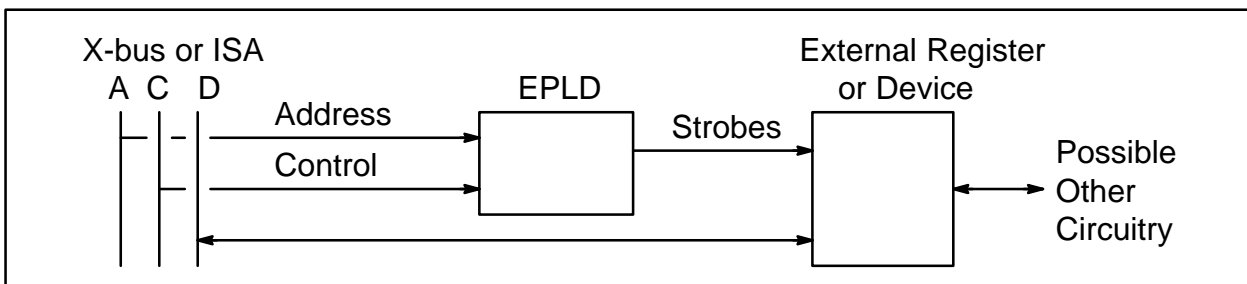 X-bus or ISA
A C D
Address
Control
EPLD
Strobes
External Register
or Device
Possible
Other
Circuitry